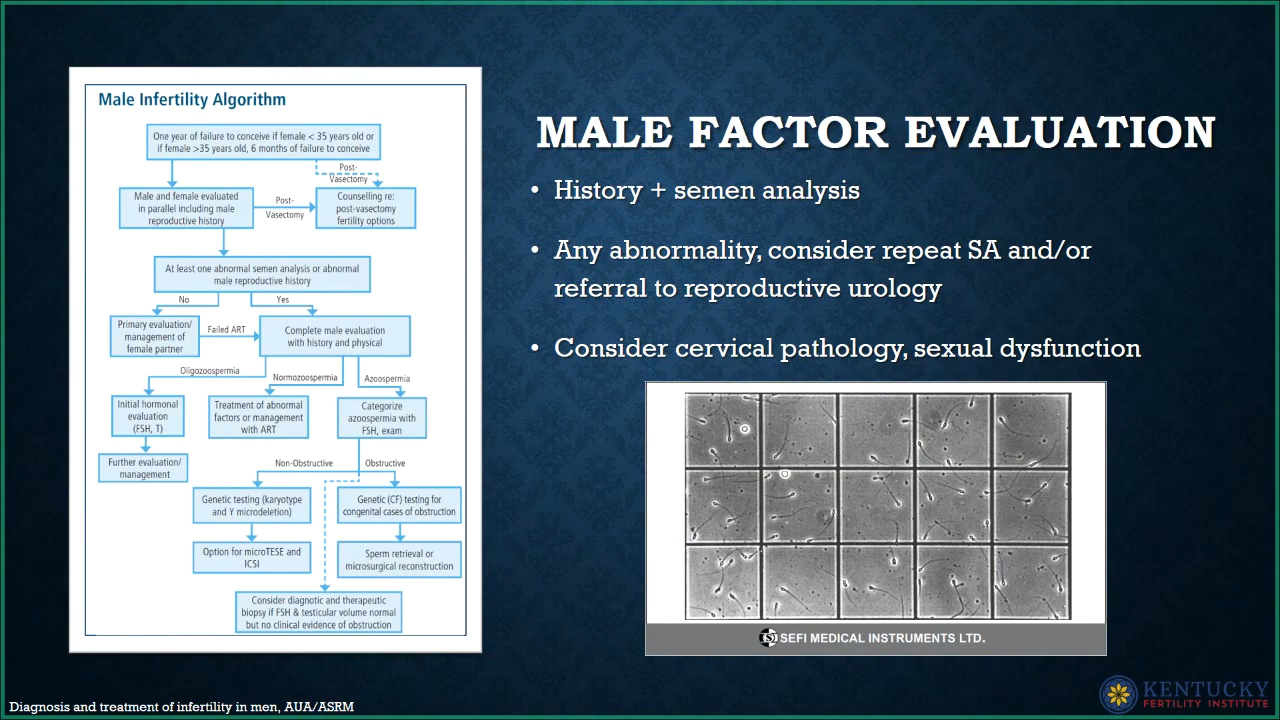 Male Infertility Algorithm
One year of failure to conceive if female < 35 years old or
if female >35 years old, 6 months of failure to conceive
Post-
Vasectomy
Male and female evaluated
in parallel including male
reproductive history
Post-
Vasectomy
Counselling re:
post-vasectomy
fertility options
At least one abnormal semen analysis or abnormal
male reproductive history
No
Yes
Primary evaluation/
management of
female partner
Failed ART
Complete male evaluation
with history and physical
Oligozoospermia
Normozoospermia
Azoospermia
Initial hormonal
evaluation
(FSH, T)
Treatment of abnormal
factors or management
with ART
Categorize
azoospermia with
FSH, exam
Further evaluation/
management
Non-Obstructive
Obstructive
Genetic testing (karyotype
and Y microdeletion)
Genetic (CF) testing for
congenital cases of obstruction
Option for microTESE and
ICSI
Sperm retrieval or
microsurgical reconstruction
Consider diagnostic and therapeutic
biopsy if FSH & testicular volume normal
but no clinical evidence of obstruction
MALE FACTOR EVALUATION
• History + semen analysis
• Any abnormality, consider repeat SA and/or
referral to reproductive urology
• Consider cervical pathology, sexual dysfunction
SEFI MEDICAL INSTRUMENTS LTD.
Diagnosis and treatment of infertility in men, AUA/ASRM
KENTUCKY
FERTILITY INSTITUTE